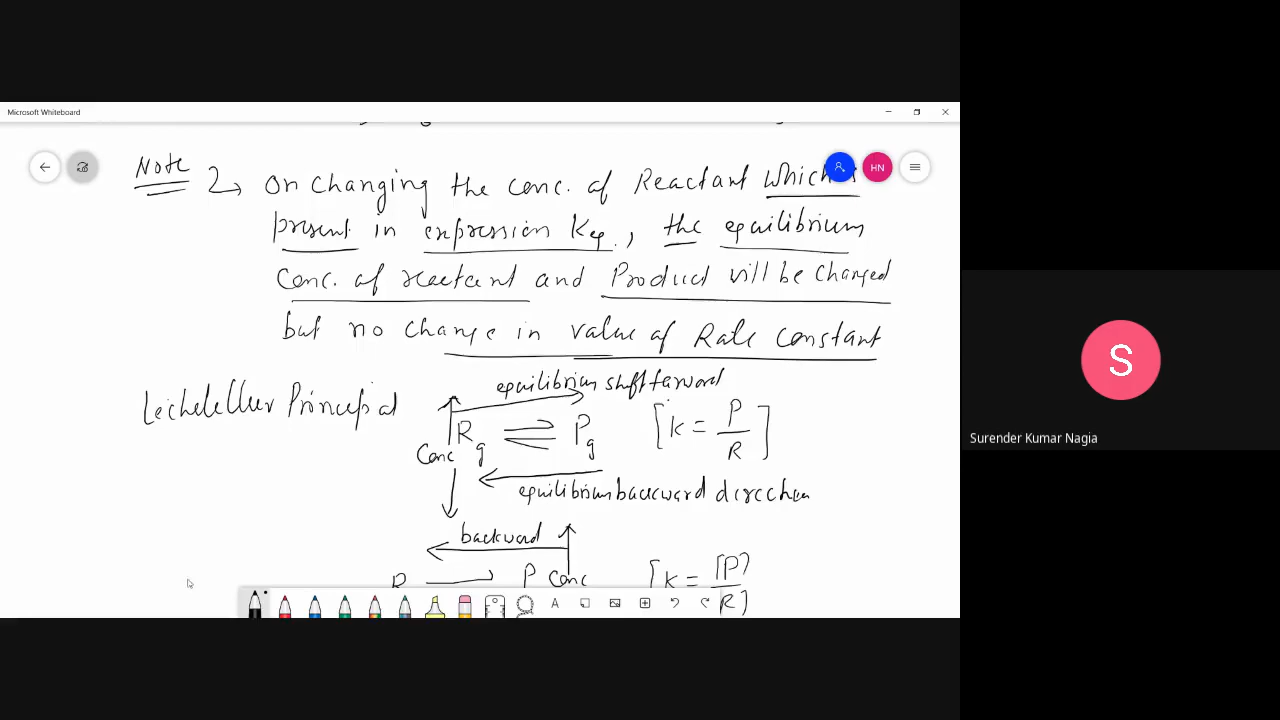 Microsoft Whiteboard
Note 2→ On changing the conc. of Reactant which
HN
present in expression Keq, the equilibrium
Conc. of reactant and Product will be changed
but no change in value of Rate constant
equilibrium shift farward
Lecheleller Principal
Rg ⇌ Pg [k = P/R]
Conc
equilibrium backward direction
backward
R → P Conc [k = [P]/R]
A
S
Surender Kumar Nagia